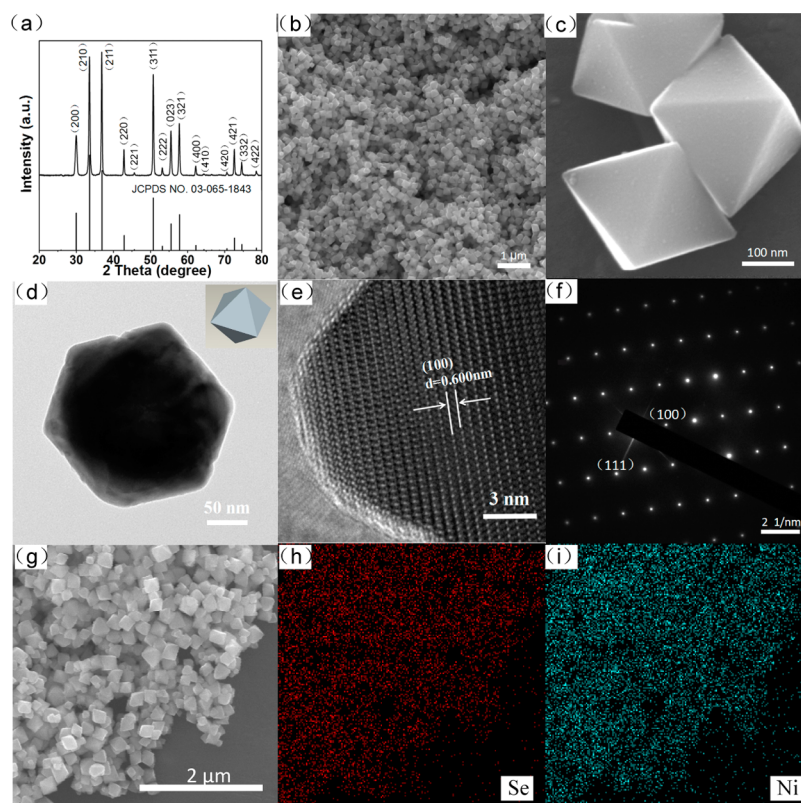 (a)
Intensity (a.u.)
(200)
(210)
(211)
(220)
(221)
(311)
(222)
(023)
(321)
(400)
(410)
(420)
(421)
(332)
(422)
JCPDS NO. 03-065-1843
20 30 40 50 60 70 80
2 Theta (degree)
(b)
1 μm
(c)
100 nm
(d)
50 nm
(e)
(100)
d=0.600nm
3 nm
(f)
(100)
(111)
2 1/nm
(g)
2 μm
(h)
Se
(i)
Ni